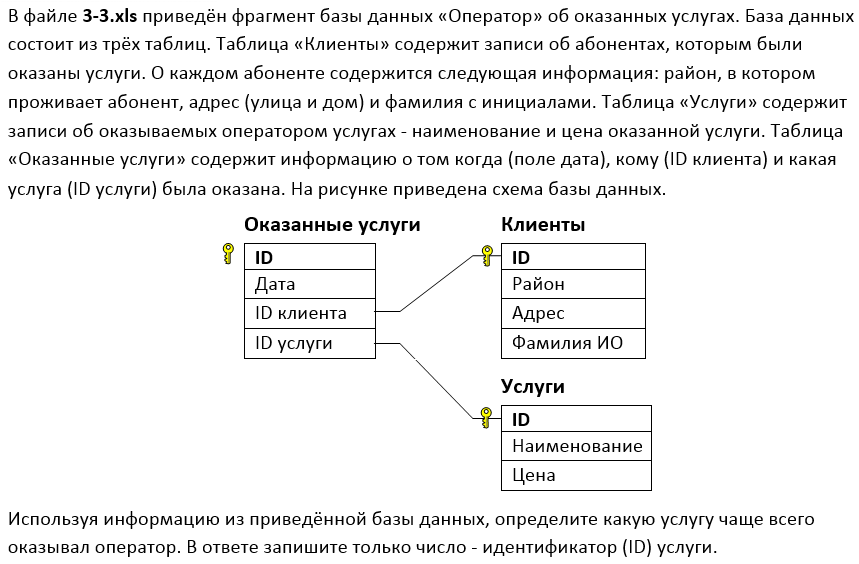 В файле 3-3.xls приведён фрагмент базы данных «Оператор» об оказанных услугах. База данных
состоит из трёх таблиц. Таблица «Клиенты» содержит записи об абонентах, которым были
оказаны услуги. О каждом абоненте содержится следующая информация: район, в котором
проживает абонент, адрес (улица и дом) и фамилия с инициалами. Таблица «Услуги» содержит
записи об оказываемых оператором услугах - наименование и цена оказанной услуги. Таблица
«Оказанные услуги» содержит информацию о том когда (поле дата), кому (ID клиента) и какая
услуга (ID услуги) была оказана. На рисунке приведена схема базы данных.
Оказанные услуги
ID
Дата
ID клиента
ID услуги
Клиенты
ID
Район
Адрес
Фамилия ИО
Услуги
ID
Наименование
Цена
Используя информацию из приведённой базы данных, определите какую услугу чаще всего
оказывал оператор. В ответе запишите только число - идентификатор (ID) услуги.